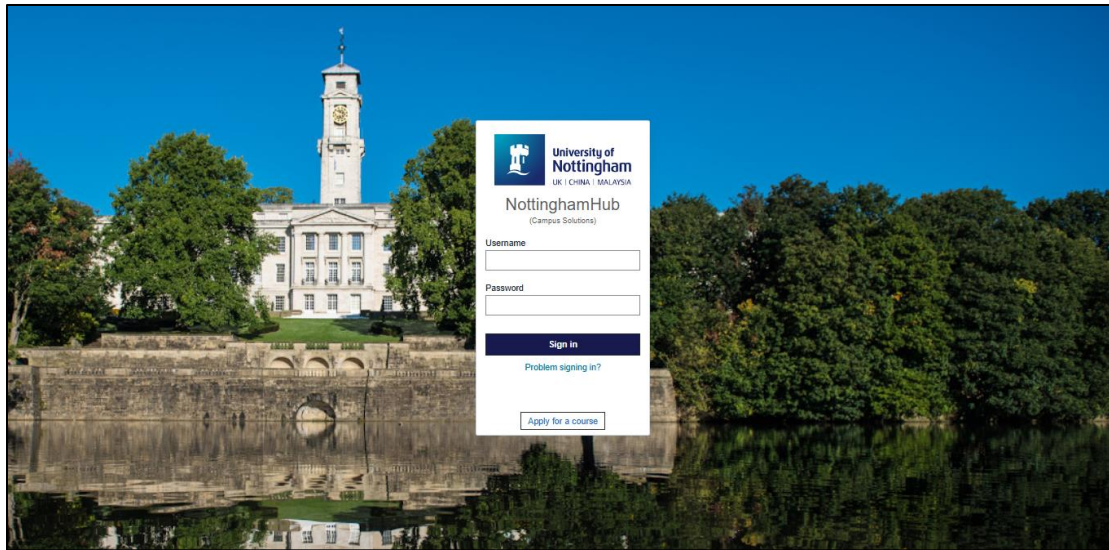 University of
Nottingham
UK | CHINA | MALAYSIA
NottinghamHub
(Campus Solutions)
Username
Password
Sign in
Problem signing in?
Apply for a course